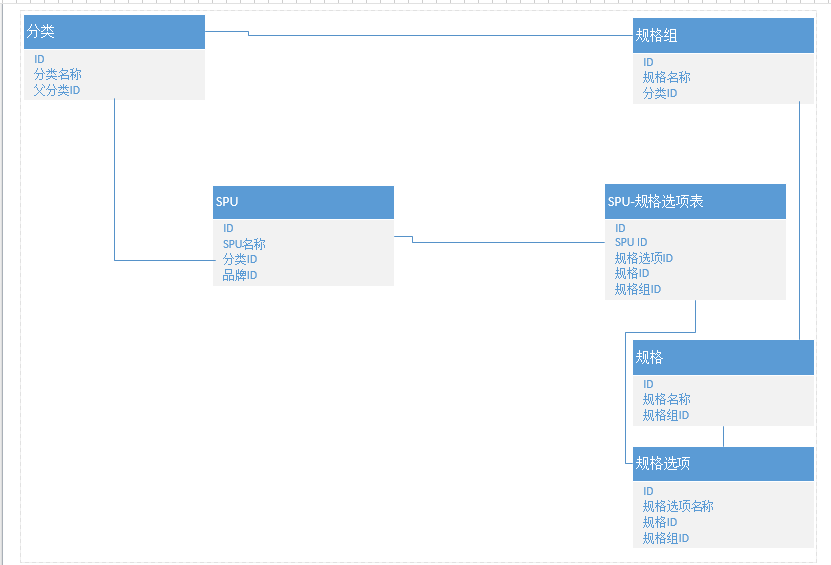 分类
ID
分类名称
父分类ID
规格组
ID
规格名称
分类ID
SPU
ID
SPU名称
分类ID
品牌ID
SPU-规格选项表
ID
SPU ID
规格选项ID
规格ID
规格组ID
规格
ID
规格名称
规格组ID
规格选项
ID
规格选项名称
规格ID
规格组ID